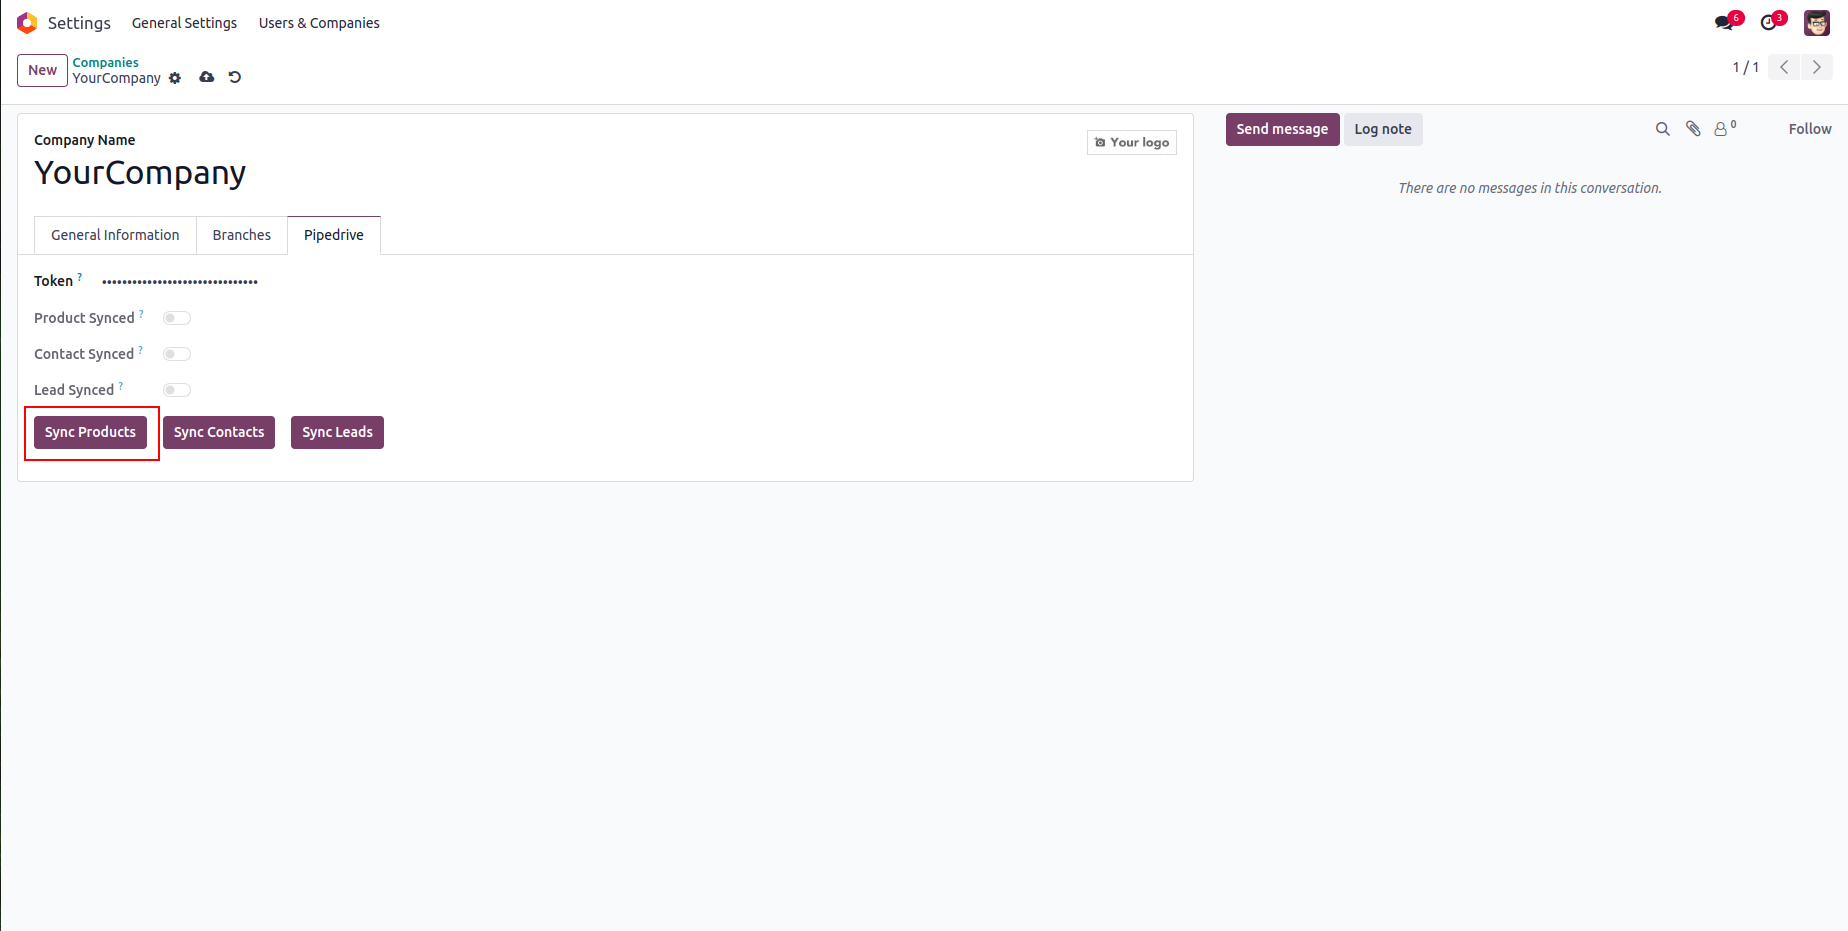 Settings General Settings Users & Companies 6 3
New Companies
YourCompany
1 / 1
Company Name
YourCompany
Your logo
General Information Branches Pipedrive
Token ? •••••••••••••••••••••••••••••••
Product Synced ?
Contact Synced ?
Lead Synced ?
Sync Products Sync Contacts Sync Leads
Send message Log note 0 Follow
There are no messages in this conversation.